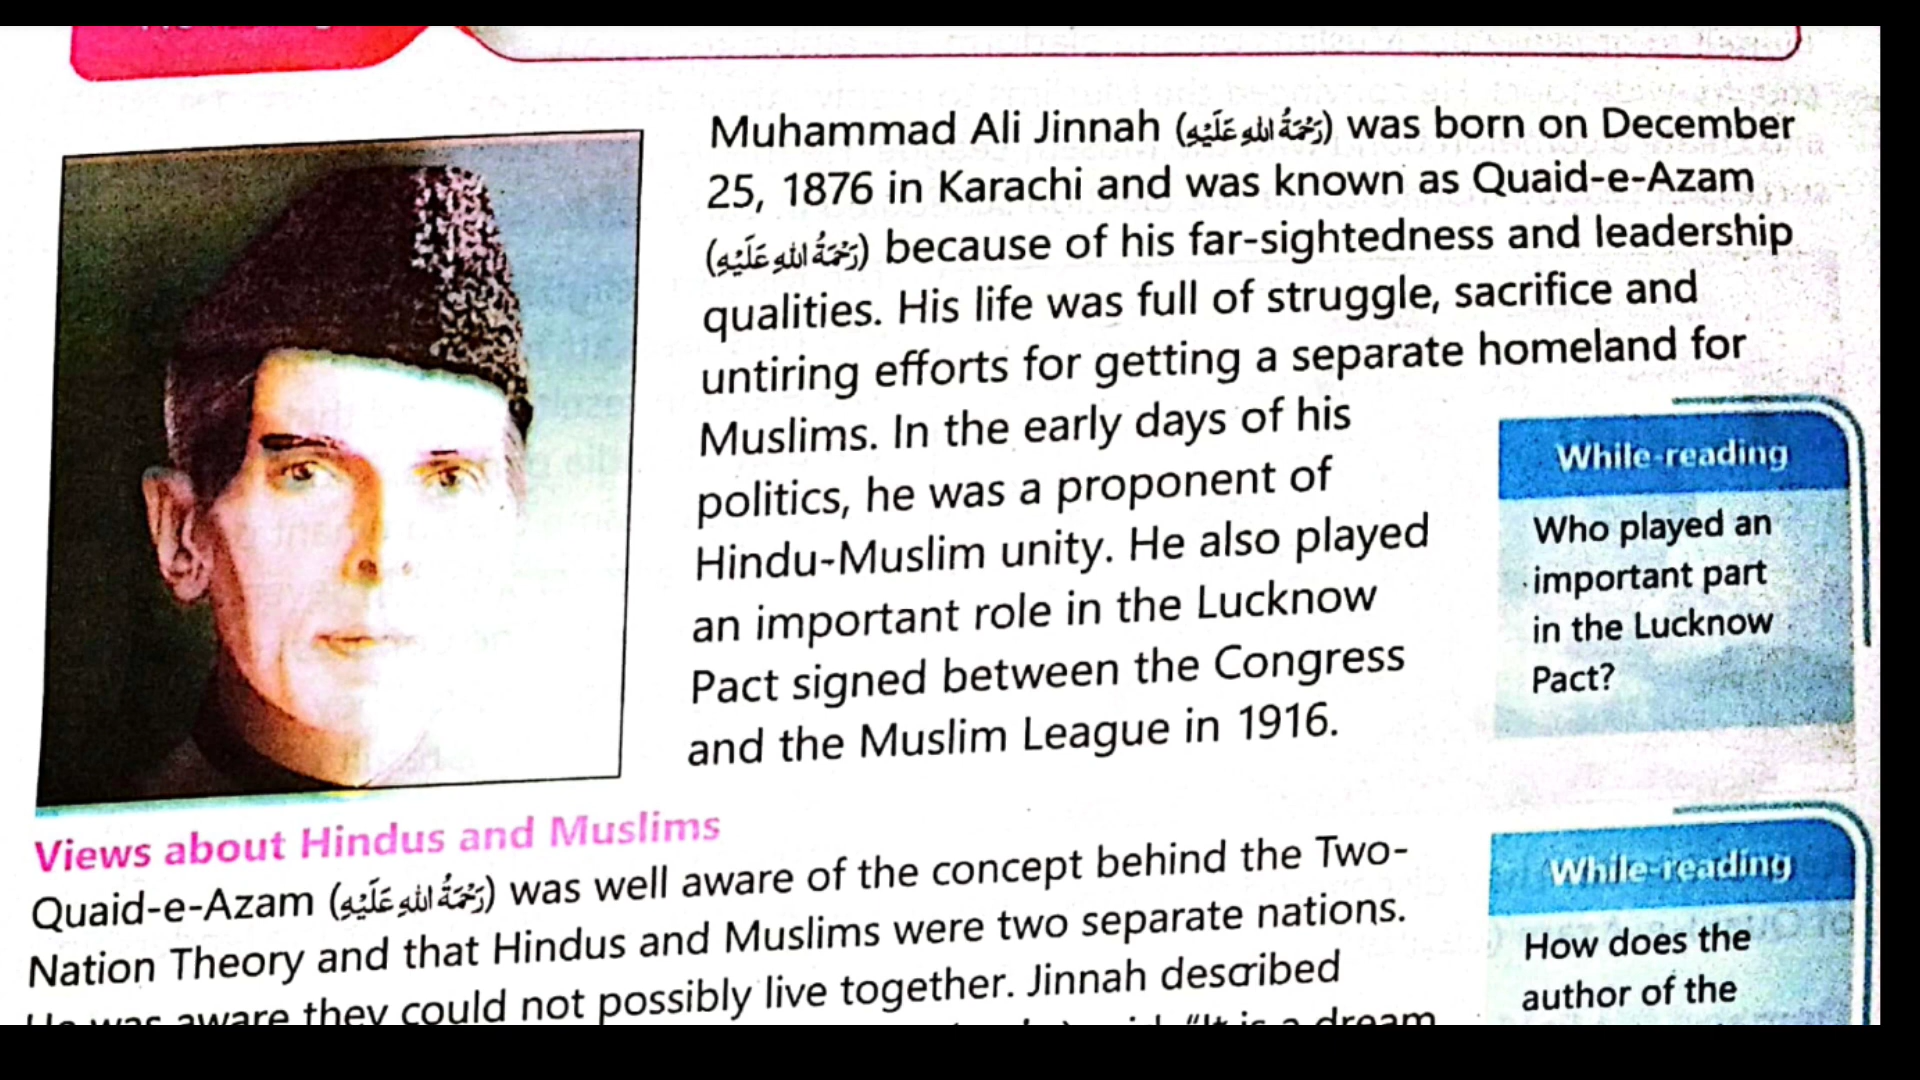 Muhammad Ali Jinnah (رَحْمَةُ اللهِ عَلَيْهِ) was born on December
25, 1876 in Karachi and was known as Quaid-e-Azam
(رَحْمَةُ اللهِ عَلَيْهِ) because of his far-sightedness and leadership
qualities. His life was full of struggle, sacrifice and
untiring efforts for getting a separate homeland for
Muslims. In the early days of his
politics, he was a proponent of
Hindu-Muslim unity. He also played
an important role in the Lucknow
Pact signed between the Congress
and the Muslim League in 1916.
While-reading
Who played an
important part
in the Lucknow
Pact?
Views about Hindus and Muslims
Quaid-e-Azam (رَحْمَةُ اللهِ عَلَيْهِ) was well aware of the concept behind the Two-
Nation Theory and that Hindus and Muslims were two separate nations.
He was aware they could not possibly live together. Jinnah described
"It is a dream
While-reading
How does the
author of the